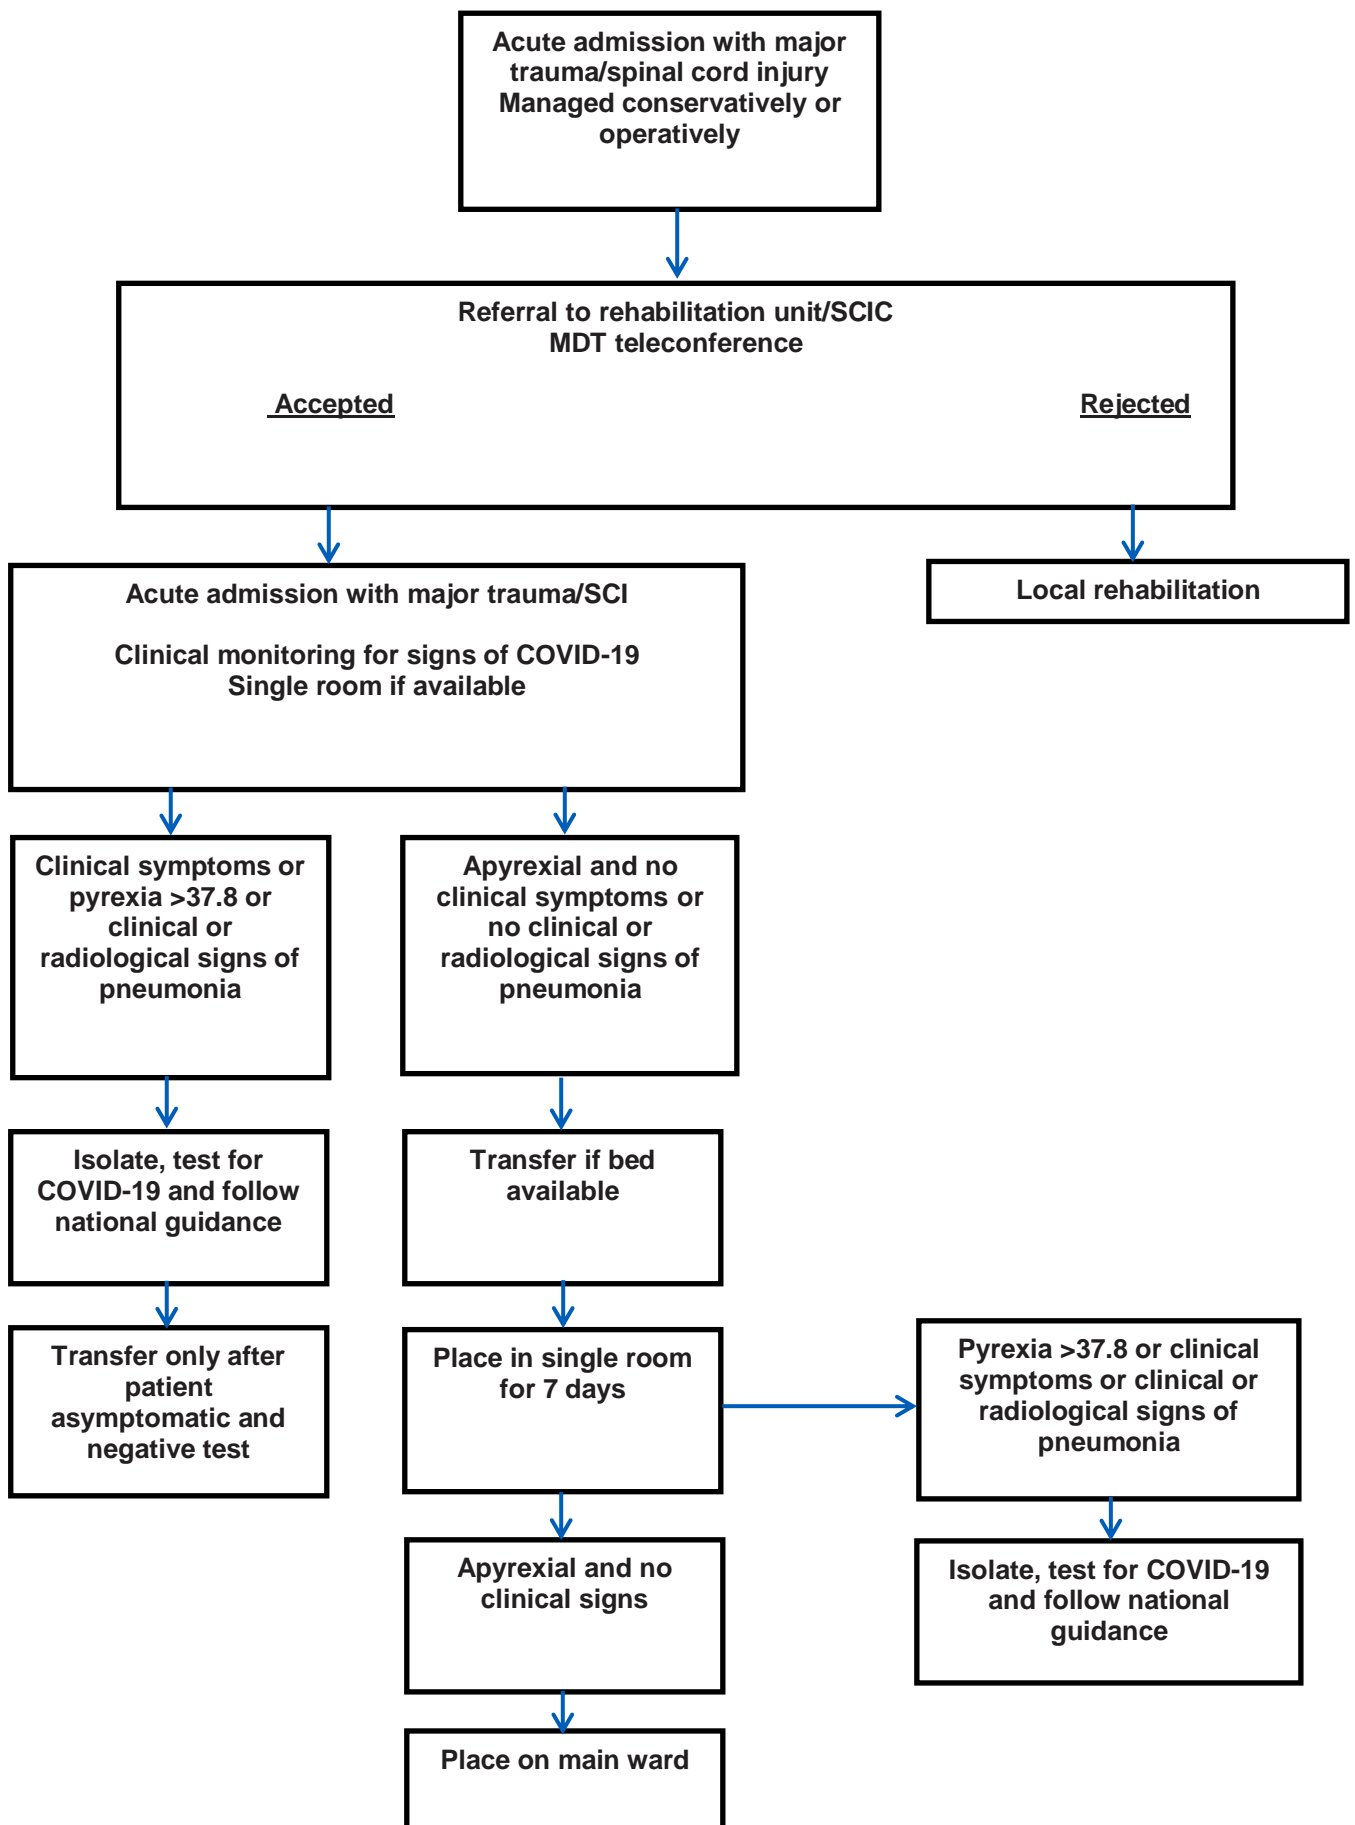 Acute admission with major
trauma/spinal cord injury
Managed conservatively or
operatively
Referral to rehabilitation unit/SCIC
MDT teleconference
Accepted
Rejected
Acute admission with major trauma/SCI
Clinical monitoring for signs of COVID-19
Single room if available
Local rehabilitation
Clinical symptoms or
pyrexia >37.8 or
clinical or
radiological signs of
pneumonia
Apyrexial and no
clinical symptoms or
no clinical or
radiological signs of
pneumonia
Isolate, test for
COVID-19 and follow
national guidance
Transfer if bed
available
Transfer only after
patient
asymptomatic and
negative test
Place in single room
for 7 days
Pyrexia >37.8 or clinical
symptoms or clinical or
radiological signs of
pneumonia
Apyrexial and no
clinical signs
Isolate, test for COVID-19
and follow national
guidance
Place on main ward